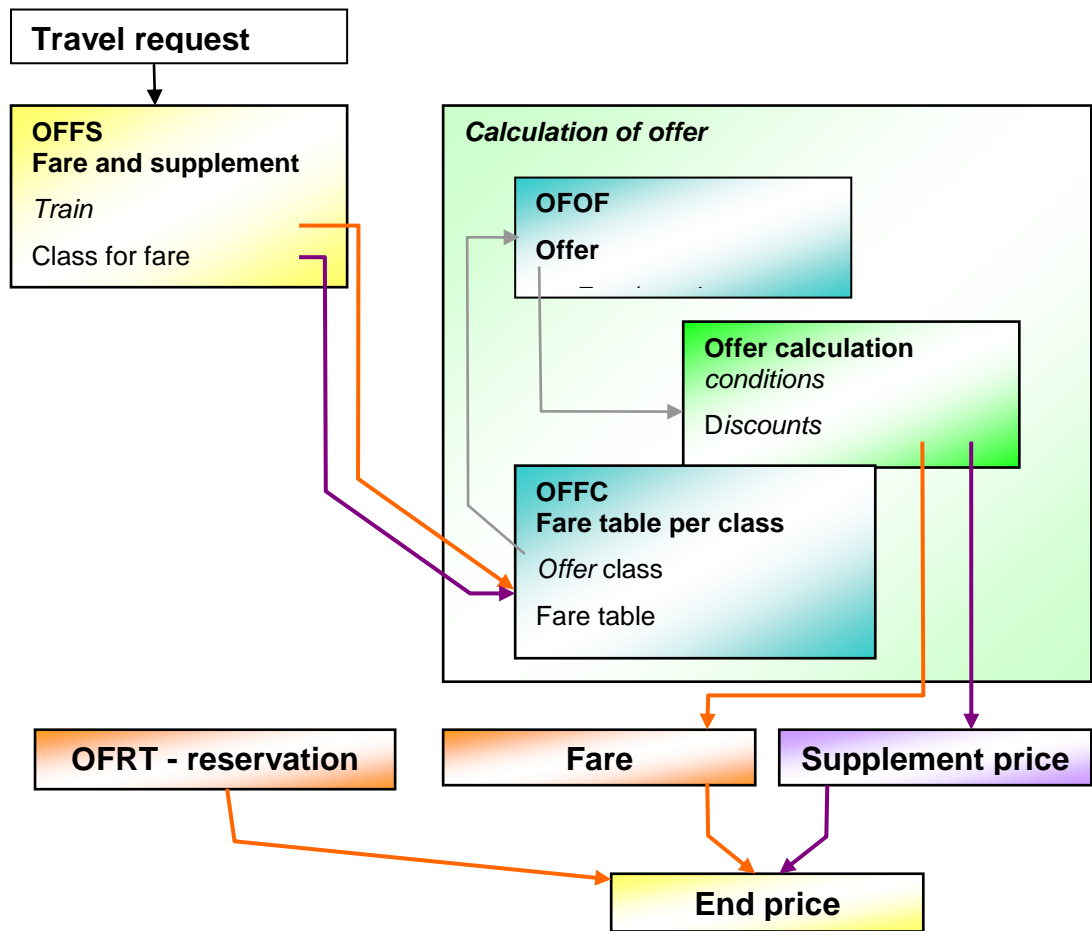 Travel request
OFFS
Fare and supplement
Train
Class for fare
Calculation of offer
OFOF
Offer
Offer calculation
conditions
Discounts
OFFC
Fare table per class
Offer class
Fare table
OFRT - reservation
Fare
Supplement price
End price